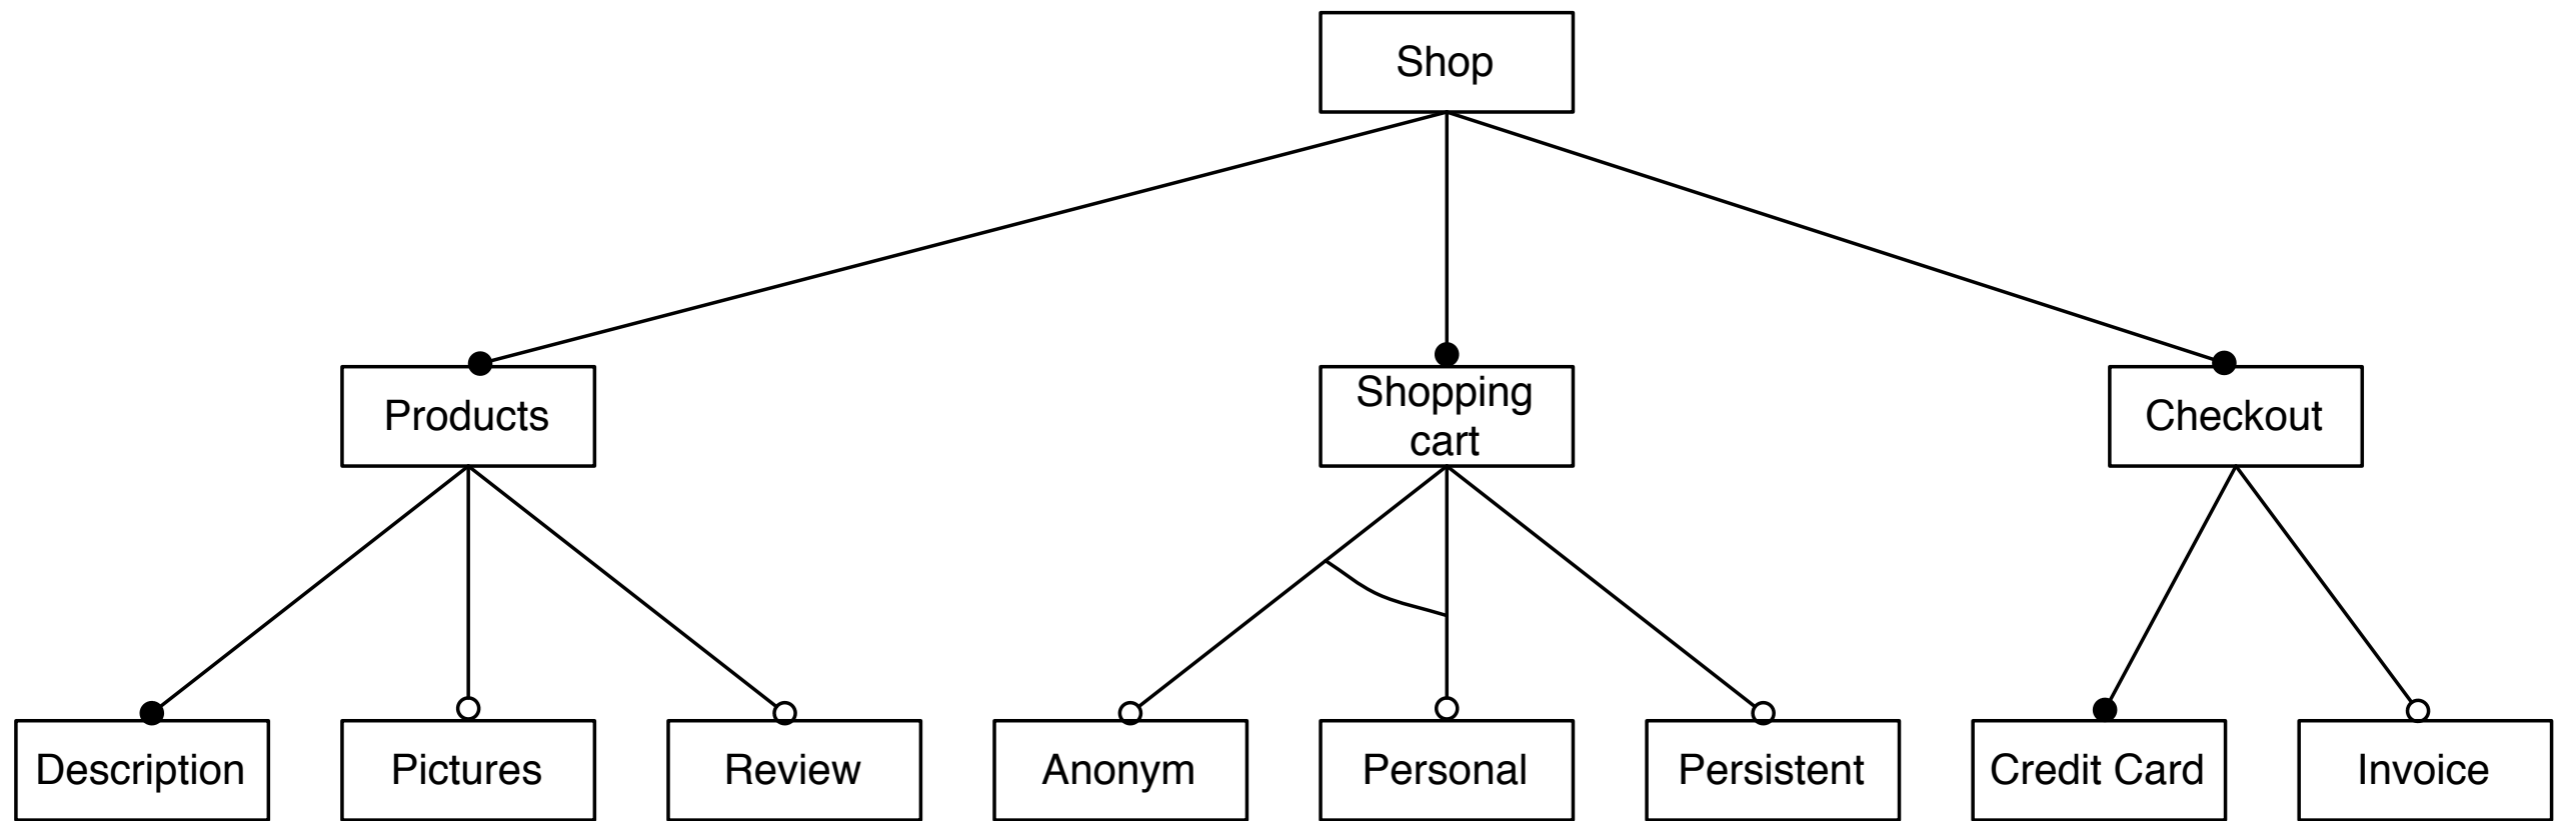 Shop
Products
Shopping
cart
Checkout
Description
Pictures
Review
Anonym
Personal
Persistent
Credit Card
Invoice